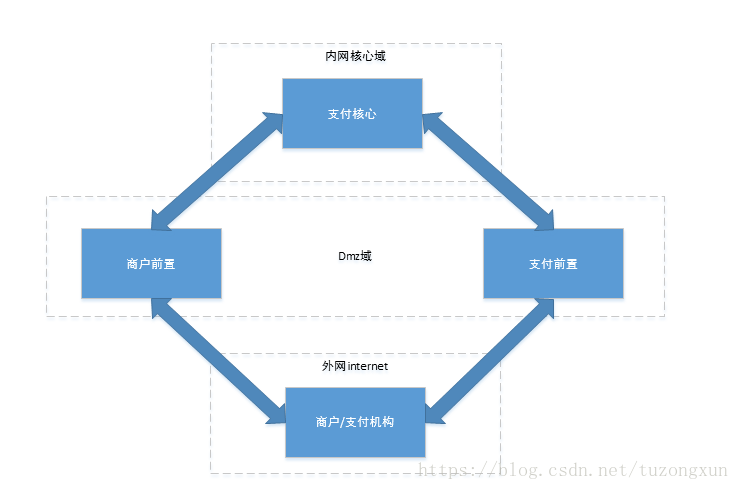 内网核心域
支付核心
商户前置
Dmz域
支付前置
外网internet
商户/支付机构
https://blog.csdn.net/tuzongxun